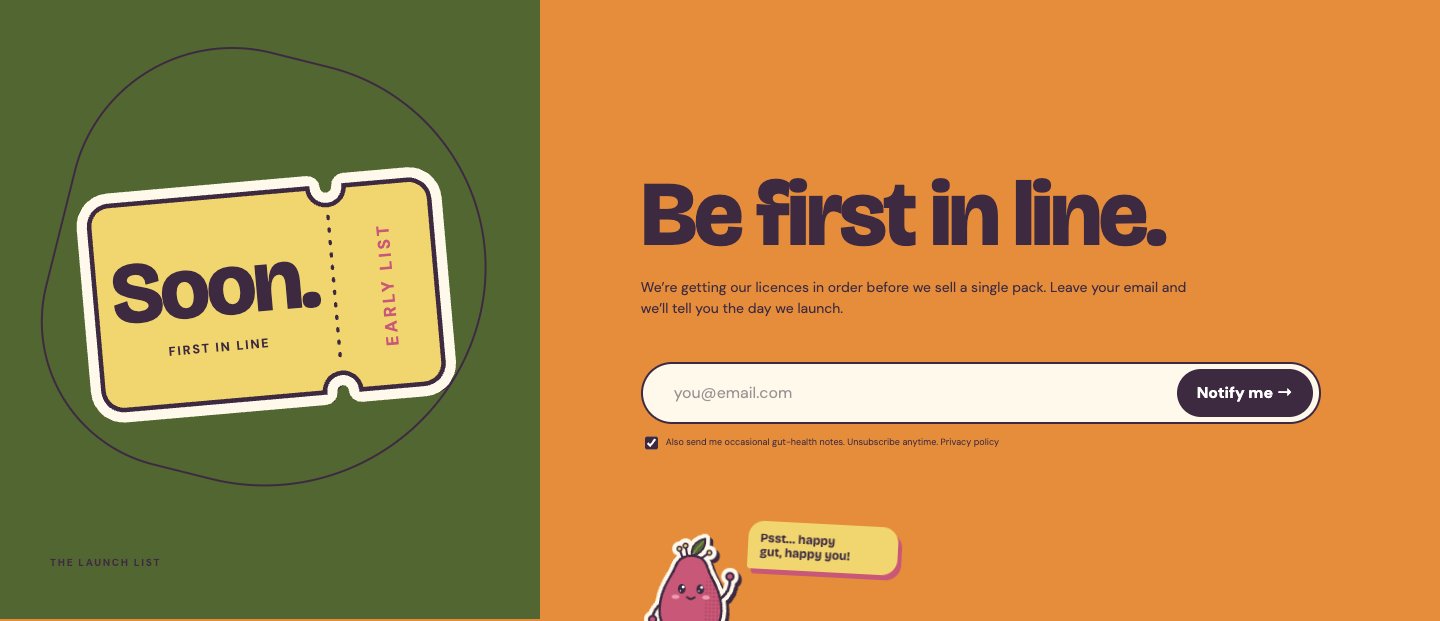 Soon.
FIRST IN LINE
EARLY LIST
THE LAUNCH LIST
Be first in line.
We’re getting our licences in order before we sell a single pack. Leave your email and
we’ll tell you the day we launch.
you@email.com
Notify me →
Also send me occasional gut-health notes. Unsubscribe anytime. Privacy policy
Psst... happy
gut, happy you!